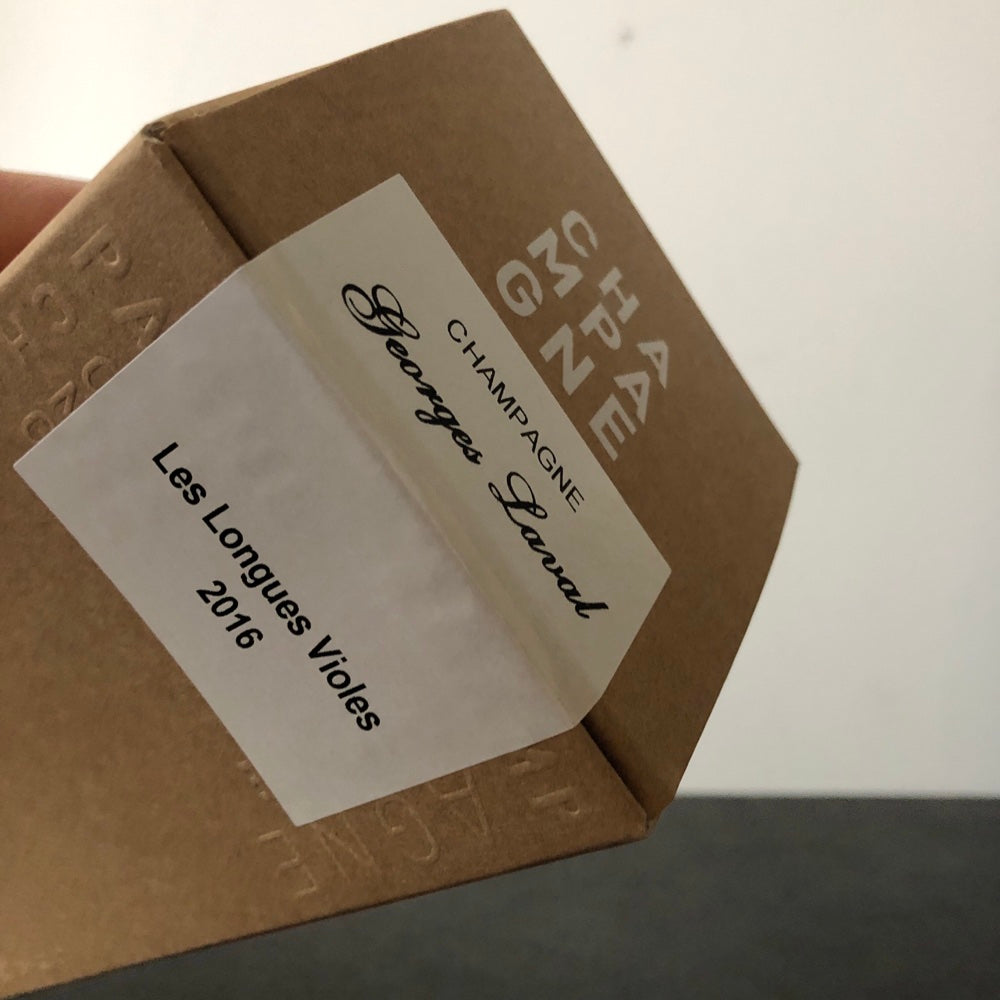 CHA
MPA
GNE
CHAMPAGNE
Georges Laval
Les Longues Violes
2016